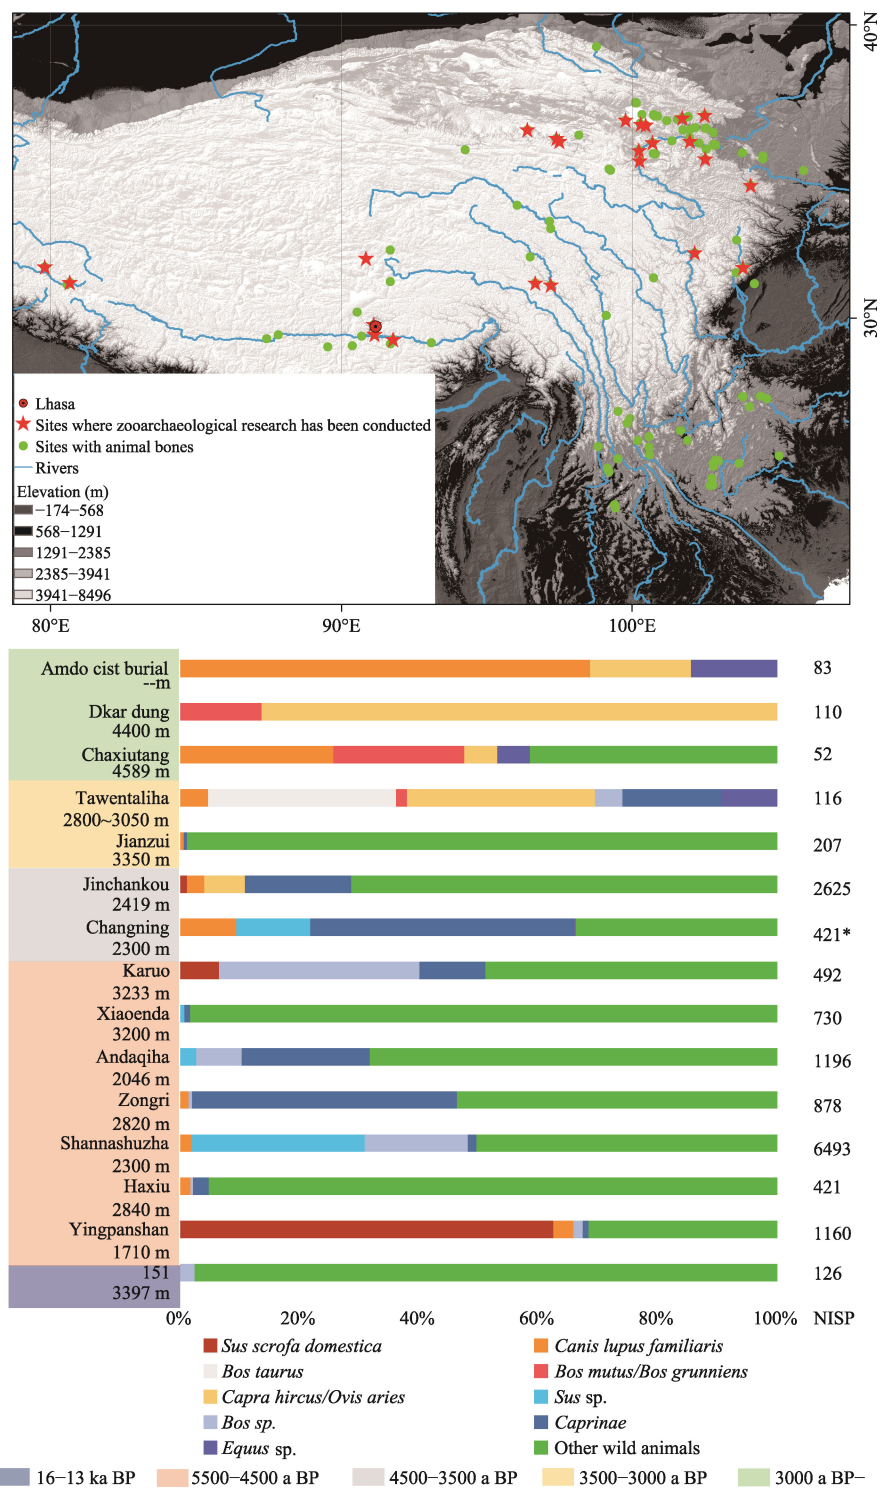 40°N
30°N
Lhasa
Sites where zooarchaeological research has been conducted
Sites with animal bones
Rivers
Elevation (m)
−174−568
568−1291
1291−2385
2385−3941
3941−8496
80°E 90°E 100°E
Amdo cist burial 83
--m
Dkar dung 110
4400 m
Chaxiutang 52
4589 m
Tawentaliha 116
2800~3050 m
Jianzui 207
3350 m
Jinchankou 2625
2419 m
Changning 421*
2300 m
Karuo 492
3233 m
Xiaoenda 730
3200 m
Andaqiha 1196
2046 m
Zongri 878
2820 m
Shannashuzha 6493
2300 m
Haxiu 421
2840 m
Yingpanshan 1160
1710 m
151 126
3397 m
0% 20% 40% 60% 80% 100% NISP
Sus scrofa domestica Canis lupus familiaris
Bos taurus Bos mutus/Bos grunniens
Capra hircus/Ovis aries Sus sp.
Bos sp. Caprinae
Equus sp. Other wild animals
16−13 ka BP 5500−4500 a BP 4500−3500 a BP 3500−3000 a BP 3000 a BP−